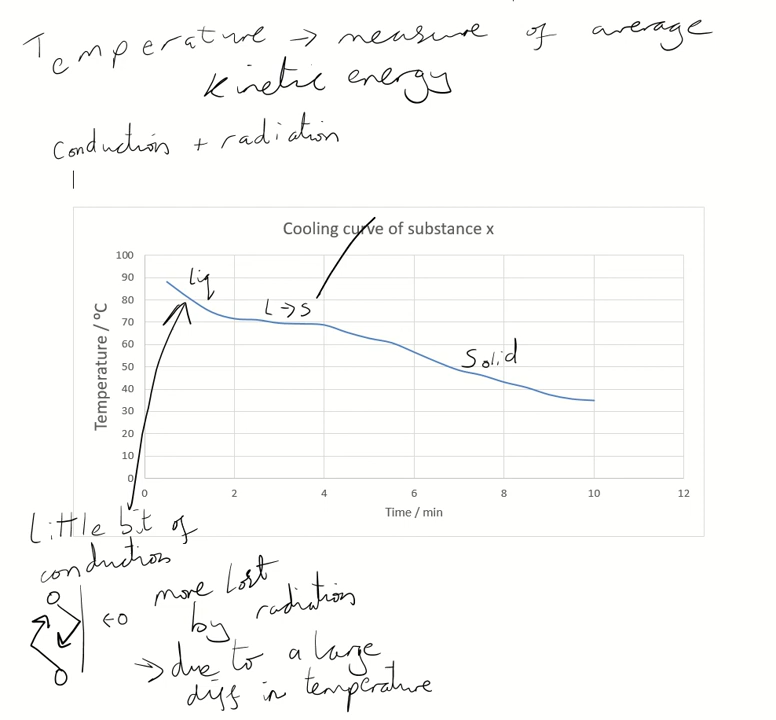 Temperature → measure of average
kinetic energy
conduction + radiation
Cooling curve of substance x
100
90
80
70
60
50
40
30
20
10
0
Temperature / °C
Liq
L→S
Solid
0 2 4 6 8 10 12
Time / min
Little bit of
conduction
more lost
by radiation
→ due to a large
diff in temperature